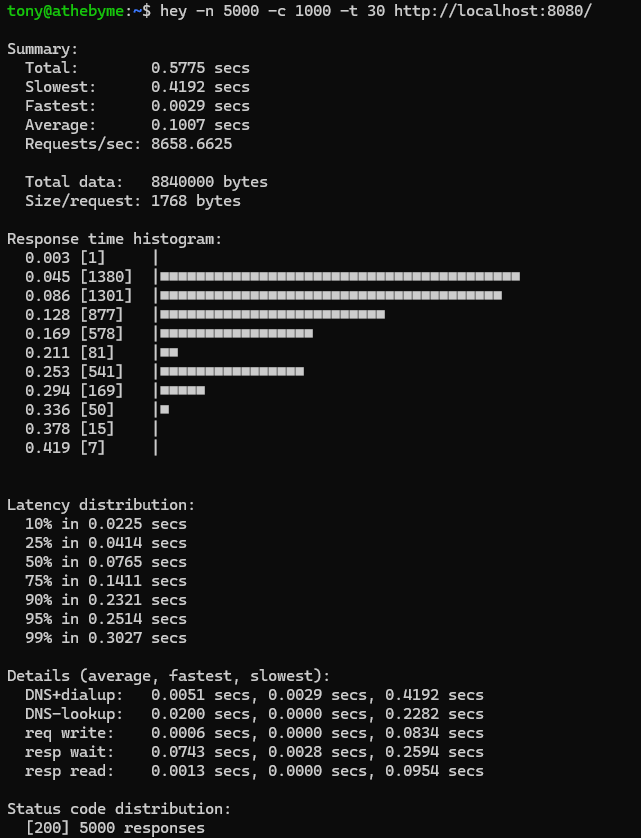 tony@athebyme:~$ hey -n 5000 -c 1000 -t 30 http://localhost:8080/
Summary:
Total: 0.5775 secs
Slowest: 0.4192 secs
Fastest: 0.0029 secs
Average: 0.1007 secs
Requests/sec: 8658.6625
Total data: 8840000 bytes
Size/request: 1768 bytes
Response time histogram:
0.003 [1] |
0.045 [1380] |■■■■■■■■■■■■■■■■■■■■■■■■■■■■■■■■■■■■■■■■
0.086 [1301] |■■■■■■■■■■■■■■■■■■■■■■■■■■■■■■■■■■■■■■
0.128 [877] |■■■■■■■■■■■■■■■■■■■■■■■■■
0.169 [578] |■■■■■■■■■■■■■■■■■
0.211 [81] |■■
0.253 [541] |■■■■■■■■■■■■■■■■
0.294 [169] |■■■■■
0.336 [50] |■
0.378 [15] |
0.419 [7] |
Latency distribution:
10% in 0.0225 secs
25% in 0.0414 secs
50% in 0.0765 secs
75% in 0.1411 secs
90% in 0.2321 secs
95% in 0.2514 secs
99% in 0.3027 secs
Details (average, fastest, slowest):
DNS+dialup: 0.0051 secs, 0.0029 secs, 0.4192 secs
DNS-lookup: 0.0200 secs, 0.0000 secs, 0.2282 secs
req write: 0.0006 secs, 0.0000 secs, 0.0834 secs
resp wait: 0.0743 secs, 0.0028 secs, 0.2594 secs
resp read: 0.0013 secs, 0.0000 secs, 0.0954 secs
Status code distribution:
[200] 5000 responses